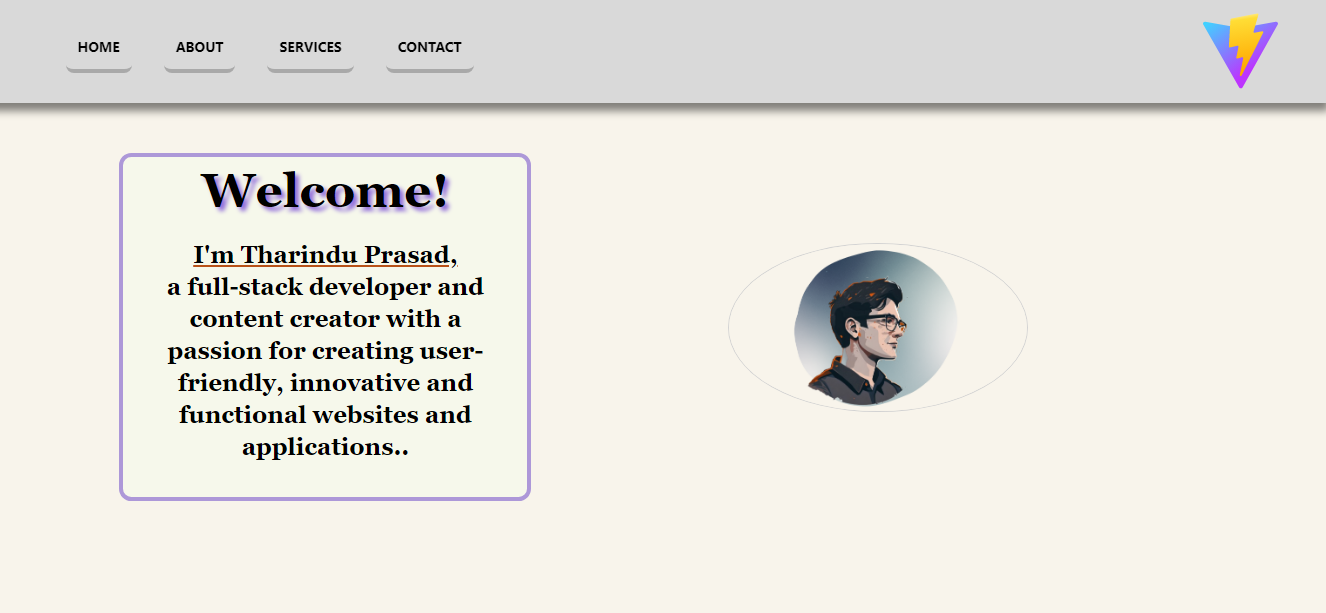 HOME ABOUT SERVICES CONTACT
Welcome!
I'm Tharindu Prasad,
a full-stack developer and
content creator with a
passion for creating user-
friendly, innovative and
functional websites and
applications..